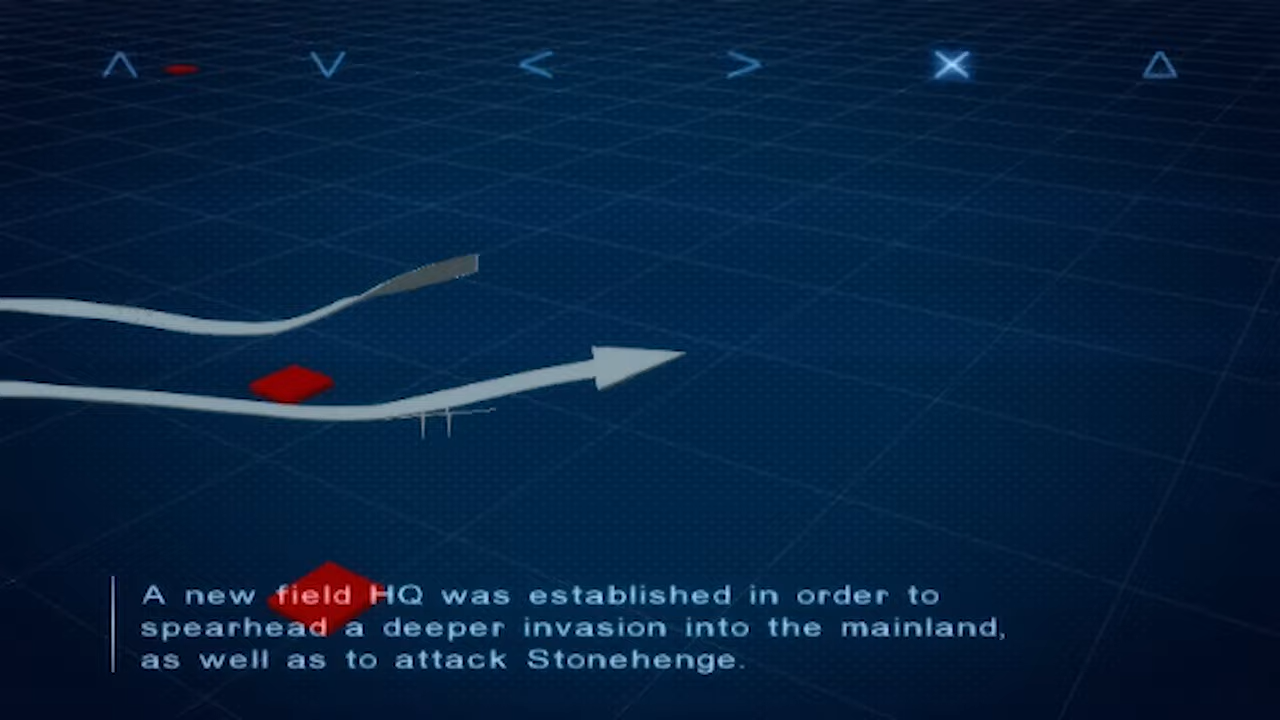 A new field HQ was established in order to
spearhead a deeper invasion into the mainland,
as well as to attack Stonehenge.